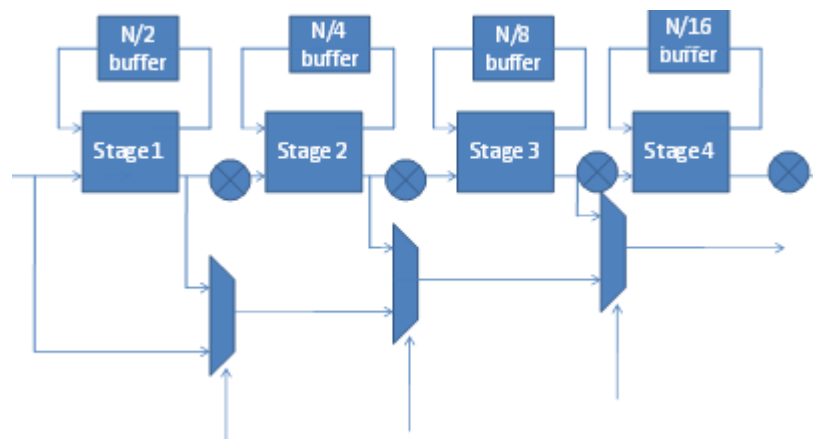 N/2
buffer
N/4
buffer
N/8
buffer
N/16
buffer
Stage 1
Stage 2
Stage 3
Stage 4